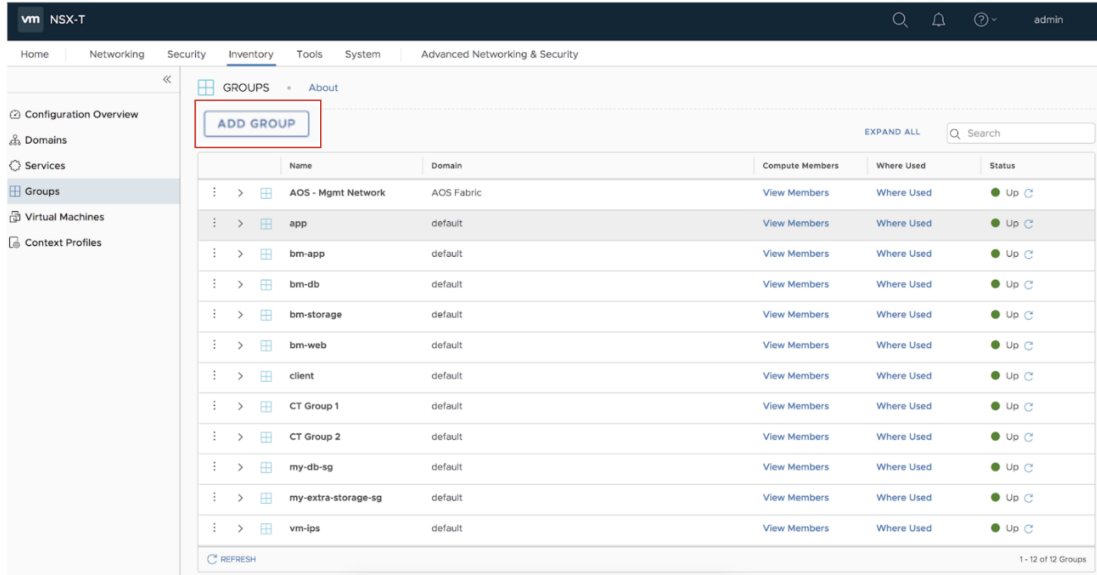 vm NSX-T admin
Home Networking Security Inventory Tools System Advanced Networking & Security
GROUPS About
ADD GROUP
EXPAND ALL Search
Configuration Overview
Domains
Services
Groups
Virtual Machines
Context Profiles
Name Domain Compute Members Where Used Status
AOS - Mgmt Network AOS Fabric View Members Where Used Up
app default View Members Where Used Up
bm-app default View Members Where Used Up
bm-db default View Members Where Used Up
bm-storage default View Members Where Used Up
bm-web default View Members Where Used Up
client default View Members Where Used Up
CT Group 1 default View Members Where Used Up
CT Group 2 default View Members Where Used Up
my-db-sg default View Members Where Used Up
my-extra-storage-sg default View Members Where Used Up
vm-ips default View Members Where Used Up
REFRESH 1 - 12 of 12 Groups